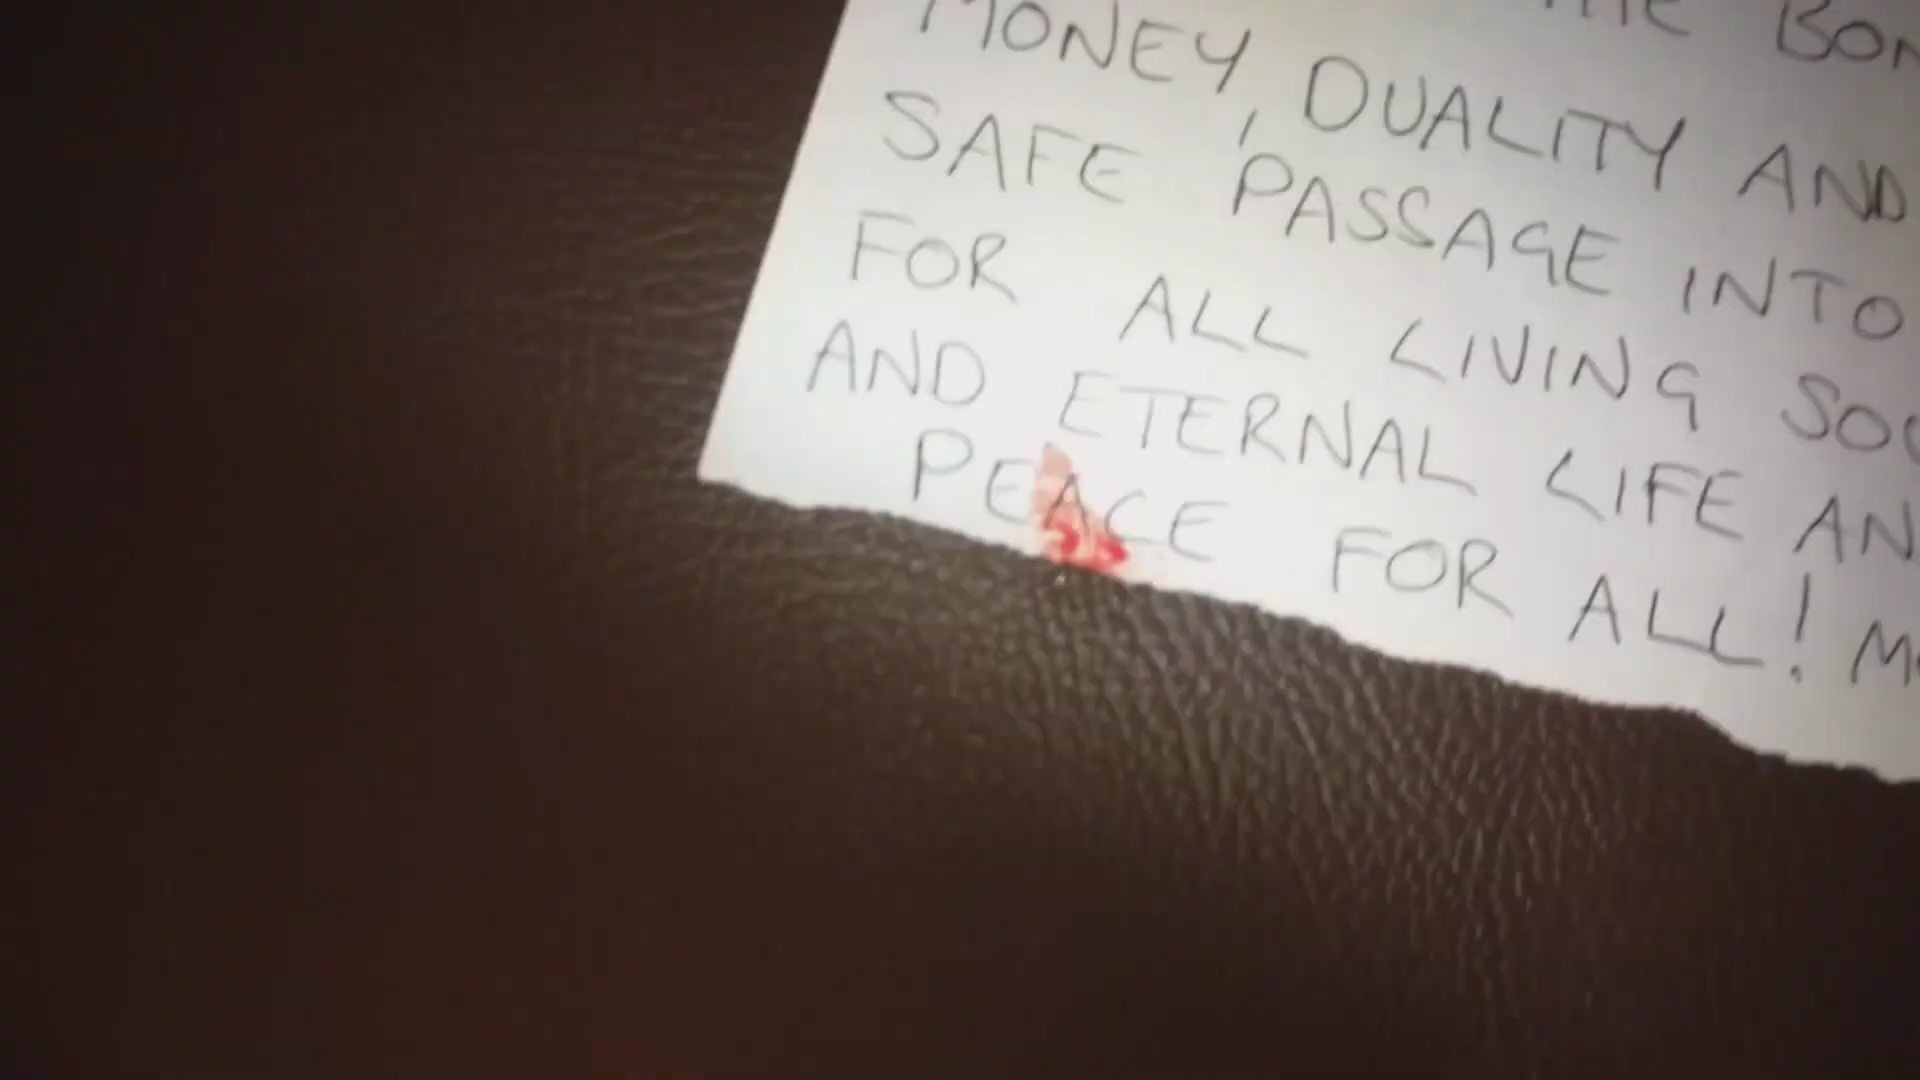 MONEY, DUALITY AND
SAFE PASSAGE INTO
FOR ALL LIVING
AND ETERNAL LIFE
PEACE FOR ALL!